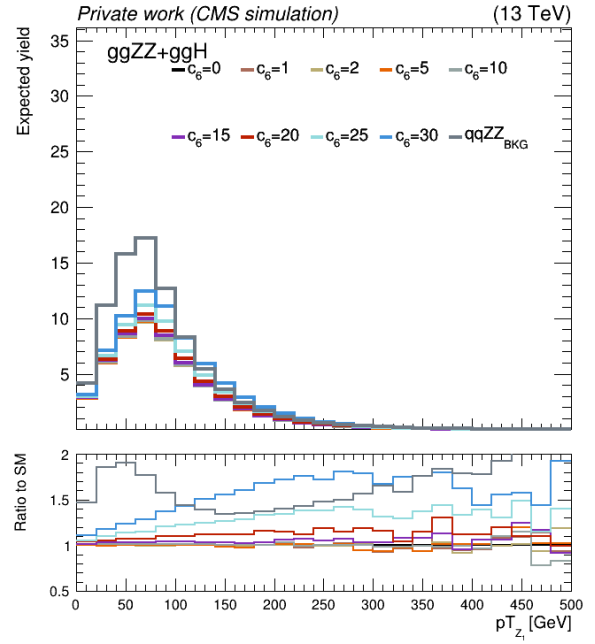 Private work (CMS simulation) (13 TeV)
Expected yield
ggZZ+ggH
c6=0 c6=1 c6=2 c6=5 c6=10
c6=15 c6=20 c6=25 c6=30 qqZZBKG
35
30
25
20
15
10
5
Ratio to SM
2
1.5
1
0.5
0 50 100 150 200 250 300 350 400 450 500
pTZ1 [GeV]